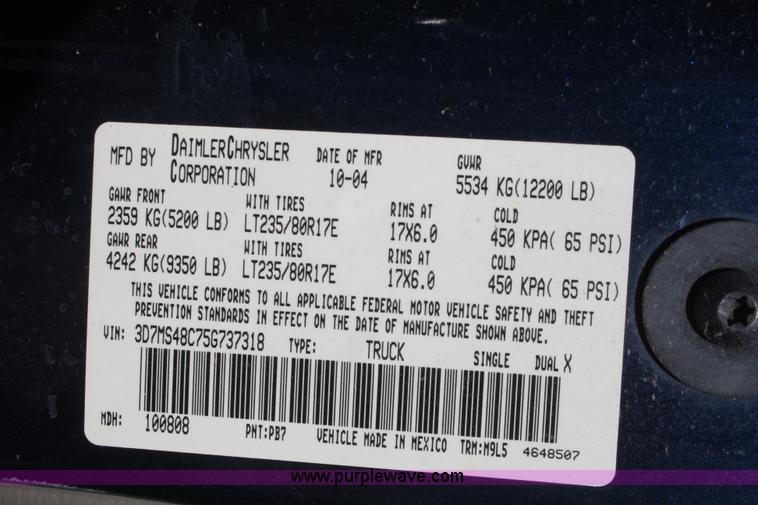 MFD BY DAIMLERCHRYSLER CORPORATION DATE OF MFR 10-04 GVWR 5534 KG(12200 LB)
GAWR FRONT WITH TIRES RIMS AT COLD
2359 KG(5200 LB) LT235/80R17E 17X6.0 450 KPA( 65 PSI)
GAWR REAR WITH TIRES RIMS AT COLD
4242 KG(9350 LB) LT235/80R17E 17X6.0 450 KPA( 65 PSI)
THIS VEHICLE CONFORMS TO ALL APPLICABLE FEDERAL MOTOR VEHICLE SAFETY AND THEFT
PREVENTION STANDARDS IN EFFECT ON THE DATE OF MANUFACTURE SHOWN ABOVE.
VIN: 3D7MS48C75G737318 TYPE: TRUCK SINGLE DUAL X
MDH: 100808 PNT:PB7 VEHICLE MADE IN MEXICO TRM:M9L5 4648507
www.purplewave.com